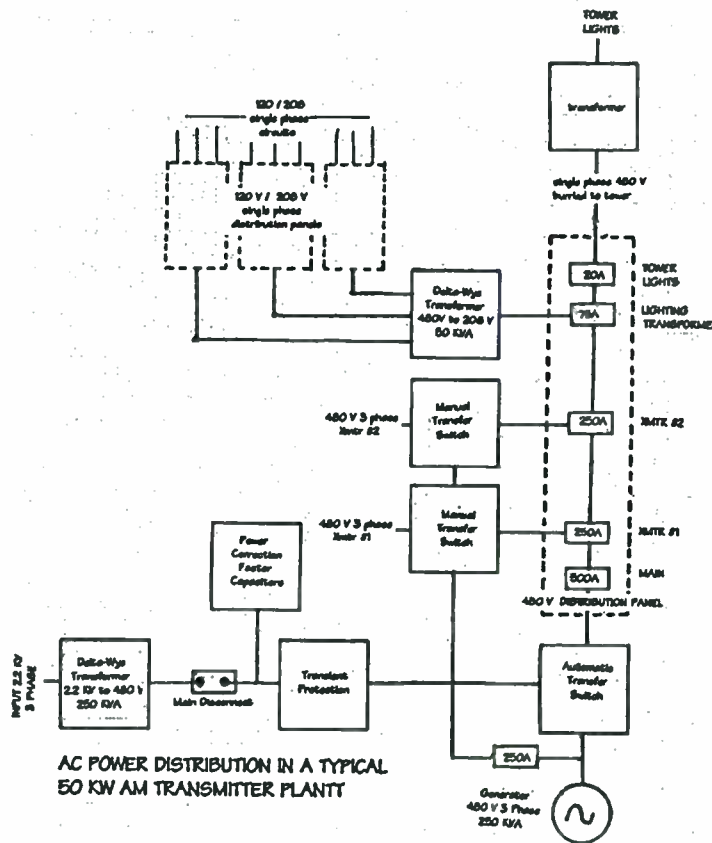 TOWER
LIGHTS
transformer
120 / 208
single phase
circuits
single phase 480 V
burried to tower
120 V / 208 V
single phase
distribution panels
20A
TOWER
LIGHTS
Delta-Wye
Transformer
480V to 208 V
50 KVA
75A
LIGHTING
TRANSFORME
480 V 3 phase
Xmtr #2
Manual
Transfer
Switch
250A
XMTR #2
480 V 3 phase
Xmtr #1
Manual
Transfer
Switch
250A
XMTR #1
Power
Correction
Factor
Capacitors
500A
MAIN
480 V DISTRIBUTION PANEL
INPUT 2.2 KV
3 PHASE
Delta-Wye
Transformer
2.2 KV to 480 V
250 KVA
Main Disconnect
Transient
Protection
Automatic
Transfer
Switch
250A
AC POWER DISTRIBUTION IN A TYPICAL
50 KW AM TRANSMITTER PLANTT
Generator
480 V 3 Phase
250 KVA